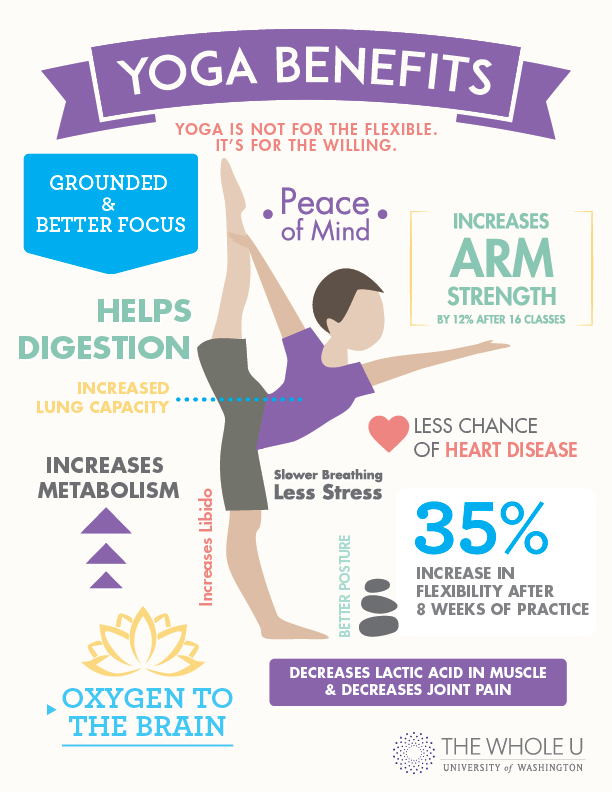 YOGA BENEFITS
YOGA IS NOT FOR THE FLEXIBLE.
IT'S FOR THE WILLING.
GROUNDED
&
BETTER FOCUS
• Peace •
of Mind
INCREASES
ARM
STRENGTH
BY 12% AFTER 16 CLASSES
HELPS
DIGESTION
INCREASED
LUNG CAPACITY
LESS CHANCE
OF HEART DISEASE
INCREASES
METABOLISM
Increases Libido
Slower Breathing
Less Stress
BETTER POSTURE
35%
INCREASE IN
FLEXIBILITY AFTER
8 WEEKS OF PRACTICE
OXYGEN TO
THE BRAIN
DECREASES LACTIC ACID IN MUSCLE
& DECREASES JOINT PAIN
THE WHOLE U
UNIVERSITY of WASHINGTON